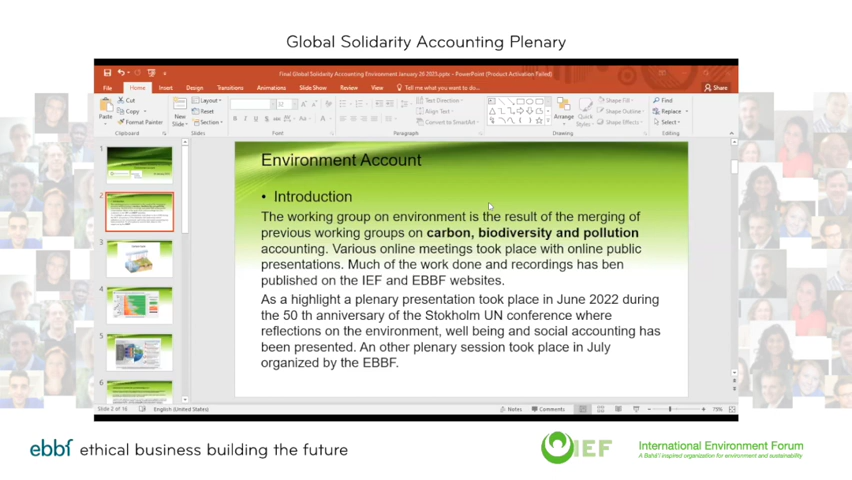 Global Solidarity Accounting Plenary
Final Global Solidarity Accounting Environment January 26 2023.pptx - PowerPoint (Product Activation Failed)
File Home Insert Design Transitions Animations Slide Show Review View Tell me what you want to do... Share
Cut
Copy
Format Painter
Paste
Clipboard
New
Slide
Layout
Reset
Section
Slides
Font
Text Direction
Align Text
Convert to SmartArt
Paragraph
Arrange
Quick
Styles
Shape Fill
Shape Outline
Shape Effects
Drawing
Find
Replace
Select
Editing
1
2
3
4
5
6
Environment Account
• Introduction
The working group on environment is the result of the merging of
previous working groups on carbon, biodiversity and pollution
accounting. Various online meetings took place with online public
presentations. Much of the work done and recordings has ben
published on the IEF and EBBF websites.
As a highlight a plenary presentation took place in June 2022 during
the 50 th anniversary of the Stokholm UN conference where
reflections on the environment, well being and social accounting has
been presented. An other plenary session took place in July
organized by the EBBF.
Slide 2 of 16 English (United States) Notes Comments 75%
ebbf ethical business building the future
IEF
International Environment Forum
A Bahá'í inspired organization for environment and sustainability